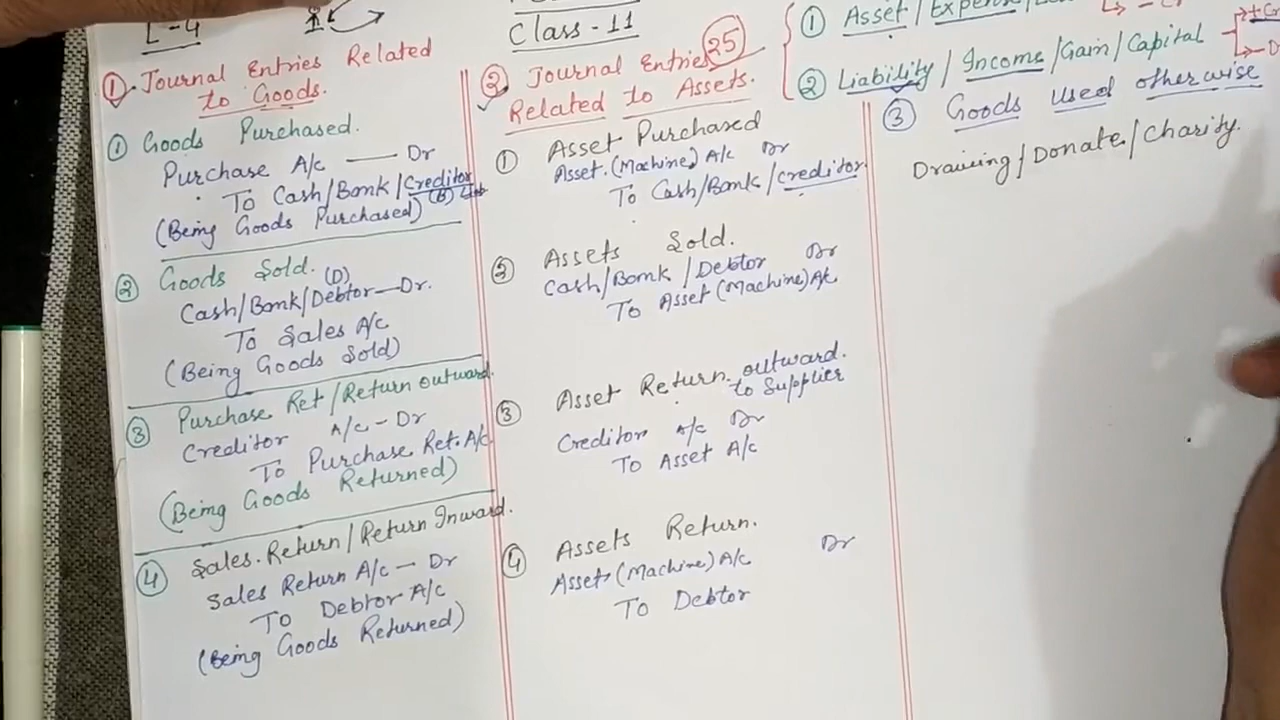 L-4
Class-11
① Journal Entries Related
to Goods.
① Goods Purchased.
Purchase A/c — Dr
To Cash/Bank/Creditor
(Being Goods Purchased)
② Goods Sold.
(D)
Cash/Bank/Debtor—Dr.
To Sales A/c
(Being Goods Sold)
③ Purchase Ret/Return outward.
Creditor A/c - Dr
To Purchase Ret. A/c
(Being Goods Returned)
④ Sales. Return/Return Inward.
Sales Return A/c - Dr
To Debtor A/c
(Being Goods Returned)
② Journal Entries 25
Related to Assets.
① Asset Purchased
Asset.(Machine) A/c Dr
To Cash/Bank/Creditor
② Assets Sold.
Cash/Bank/Debtor Dr
To Asset (Machine) A/c
③ Asset Return. outward.
to Supplier
Creditor A/c Dr
To Asset A/c
④ Assets Return.
Asset (Machine) A/c Dr
To Debtor
① Asset/Expense/
② Liability/Income/Gain/Capital
③ Goods Used otherwise
Drawing/Donate/Charity.